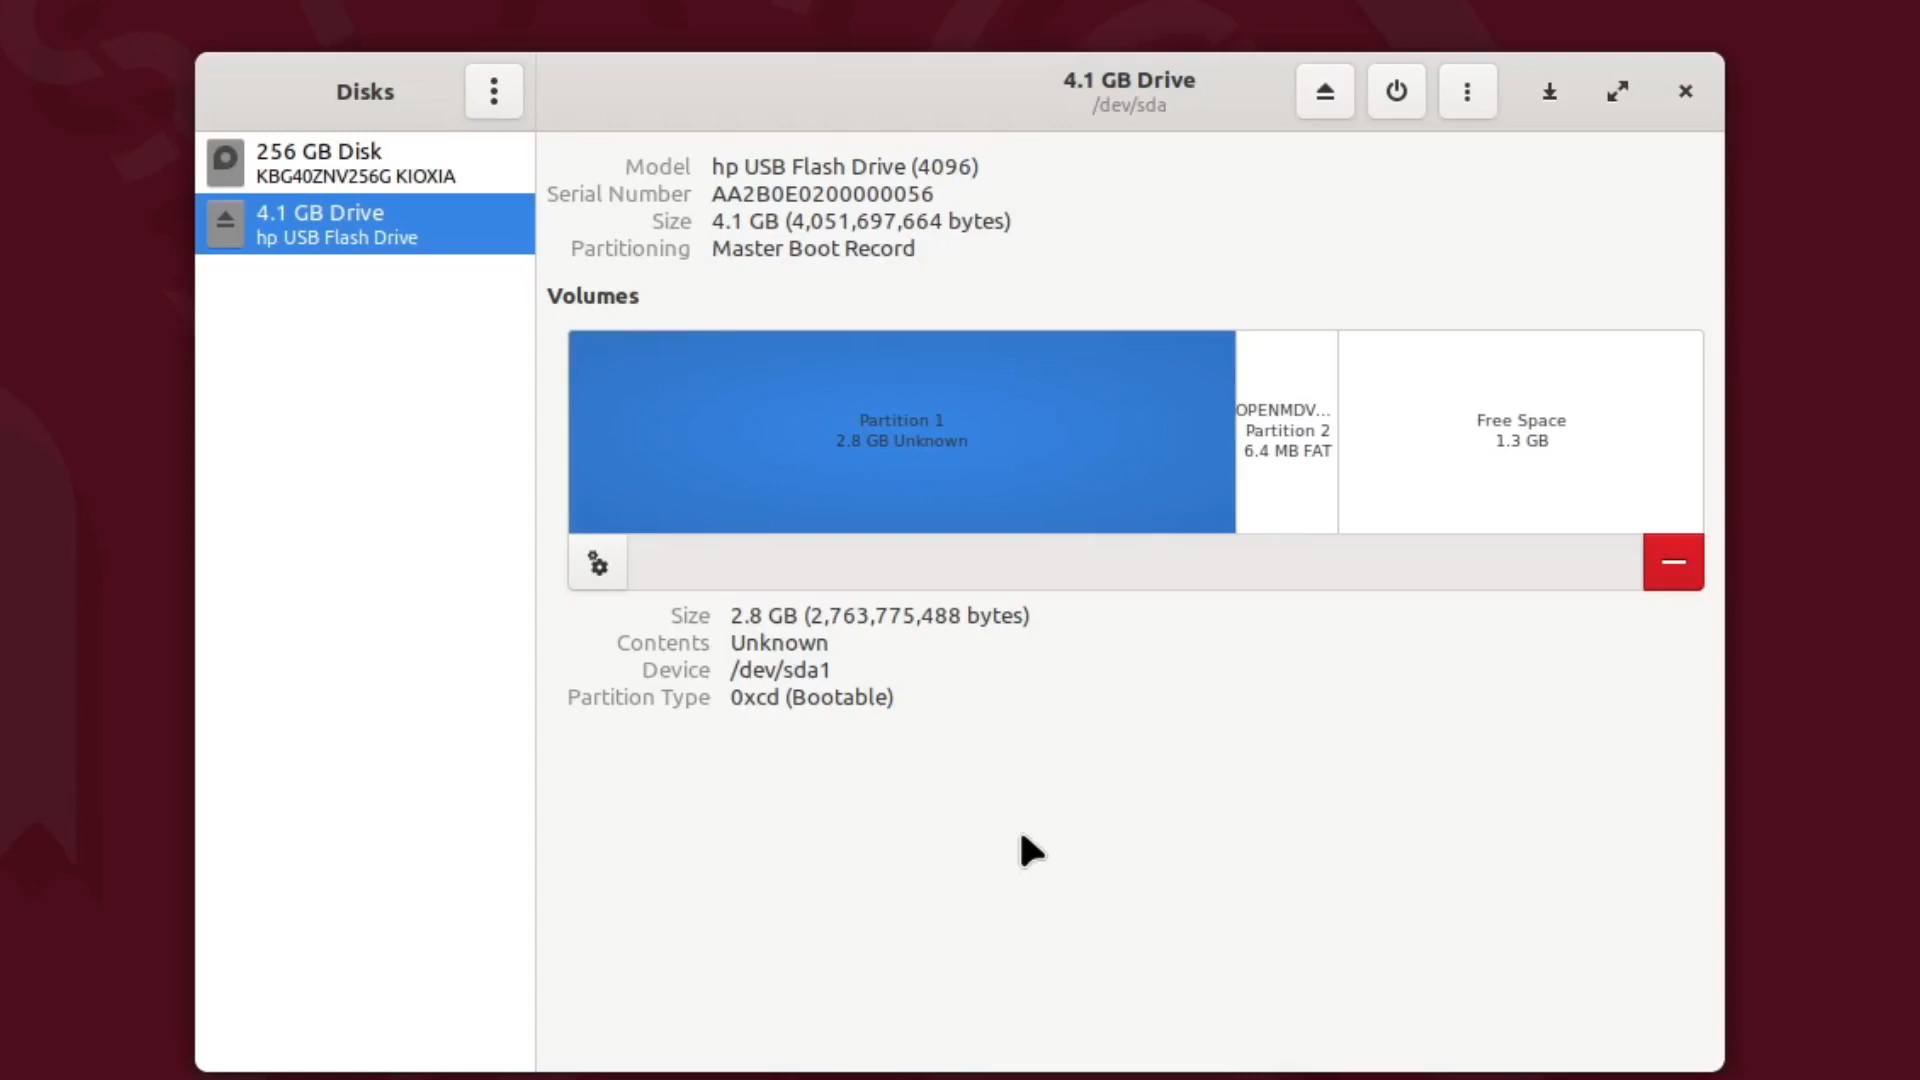 Disks
4.1 GB Drive
/dev/sda
256 GB Disk
KBG40ZNV256G KIOXIA
4.1 GB Drive
hp USB Flash Drive
Model hp USB Flash Drive (4096)
Serial Number AA2B0E0200000056
Size 4.1 GB (4,051,697,664 bytes)
Partitioning Master Boot Record
Volumes
Partition 1
2.8 GB Unknown
OPENMDV...
Partition 2
6.4 MB FAT
Free Space
1.3 GB
Size 2.8 GB (2,763,775,488 bytes)
Contents Unknown
Device /dev/sda1
Partition Type 0xcd (Bootable)